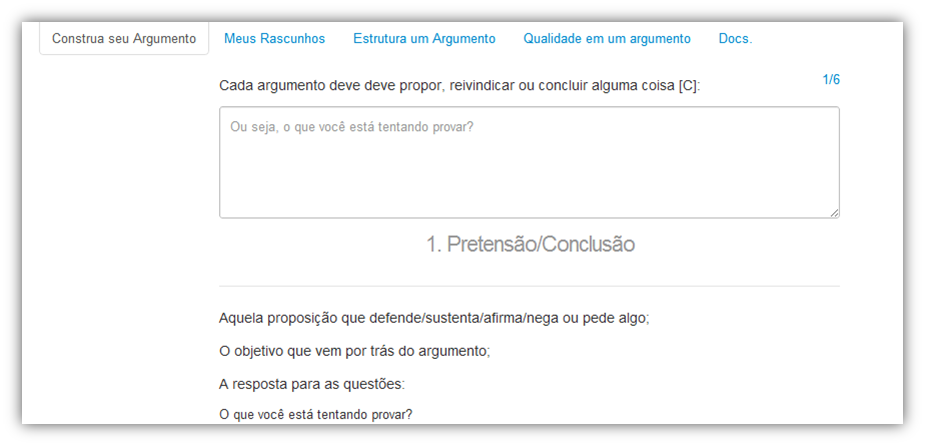 Construa seu Argumento Meus Rascunhos Estrutura um Argumento Qualidade em um argumento Docs.
Cada argumento deve deve propor, reivindicar ou concluir alguma coisa [C]: 1/6
Ou seja, o que você está tentando provar?
1. Pretensão/Conclusão
Aquela proposição que defende/sustenta/afirma/nega ou pede algo;
O objetivo que vem por trás do argumento;
A resposta para as questões:
O que você está tentando provar?